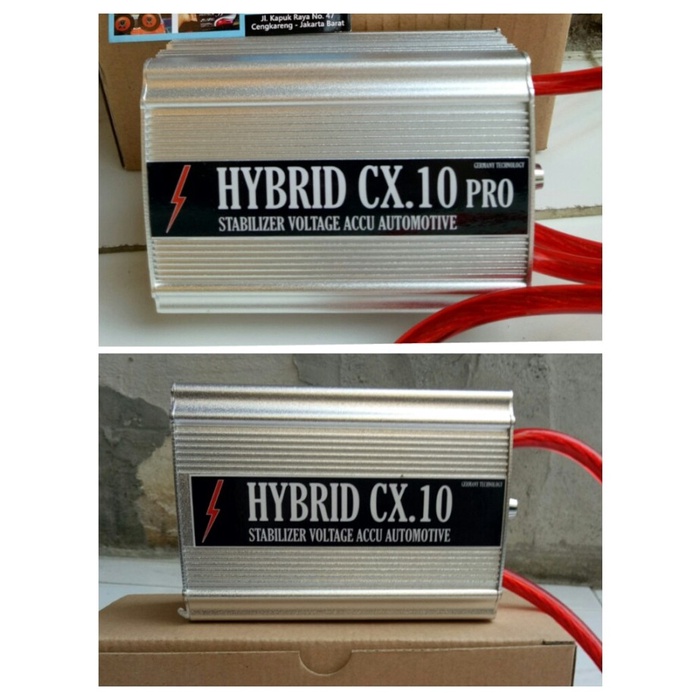 Jl. Kapuk Raya No. 47
Cengkareng - Jakarta Barat
GERMANY TECHNOLOGY
HYBRID CX.10 PRO
STABILIZER VOLTAGE ACCU AUTOMOTIVE
GERMANY TECHNOLOGY
HYBRID CX.10
STABILIZER VOLTAGE ACCU AUTOMOTIVE